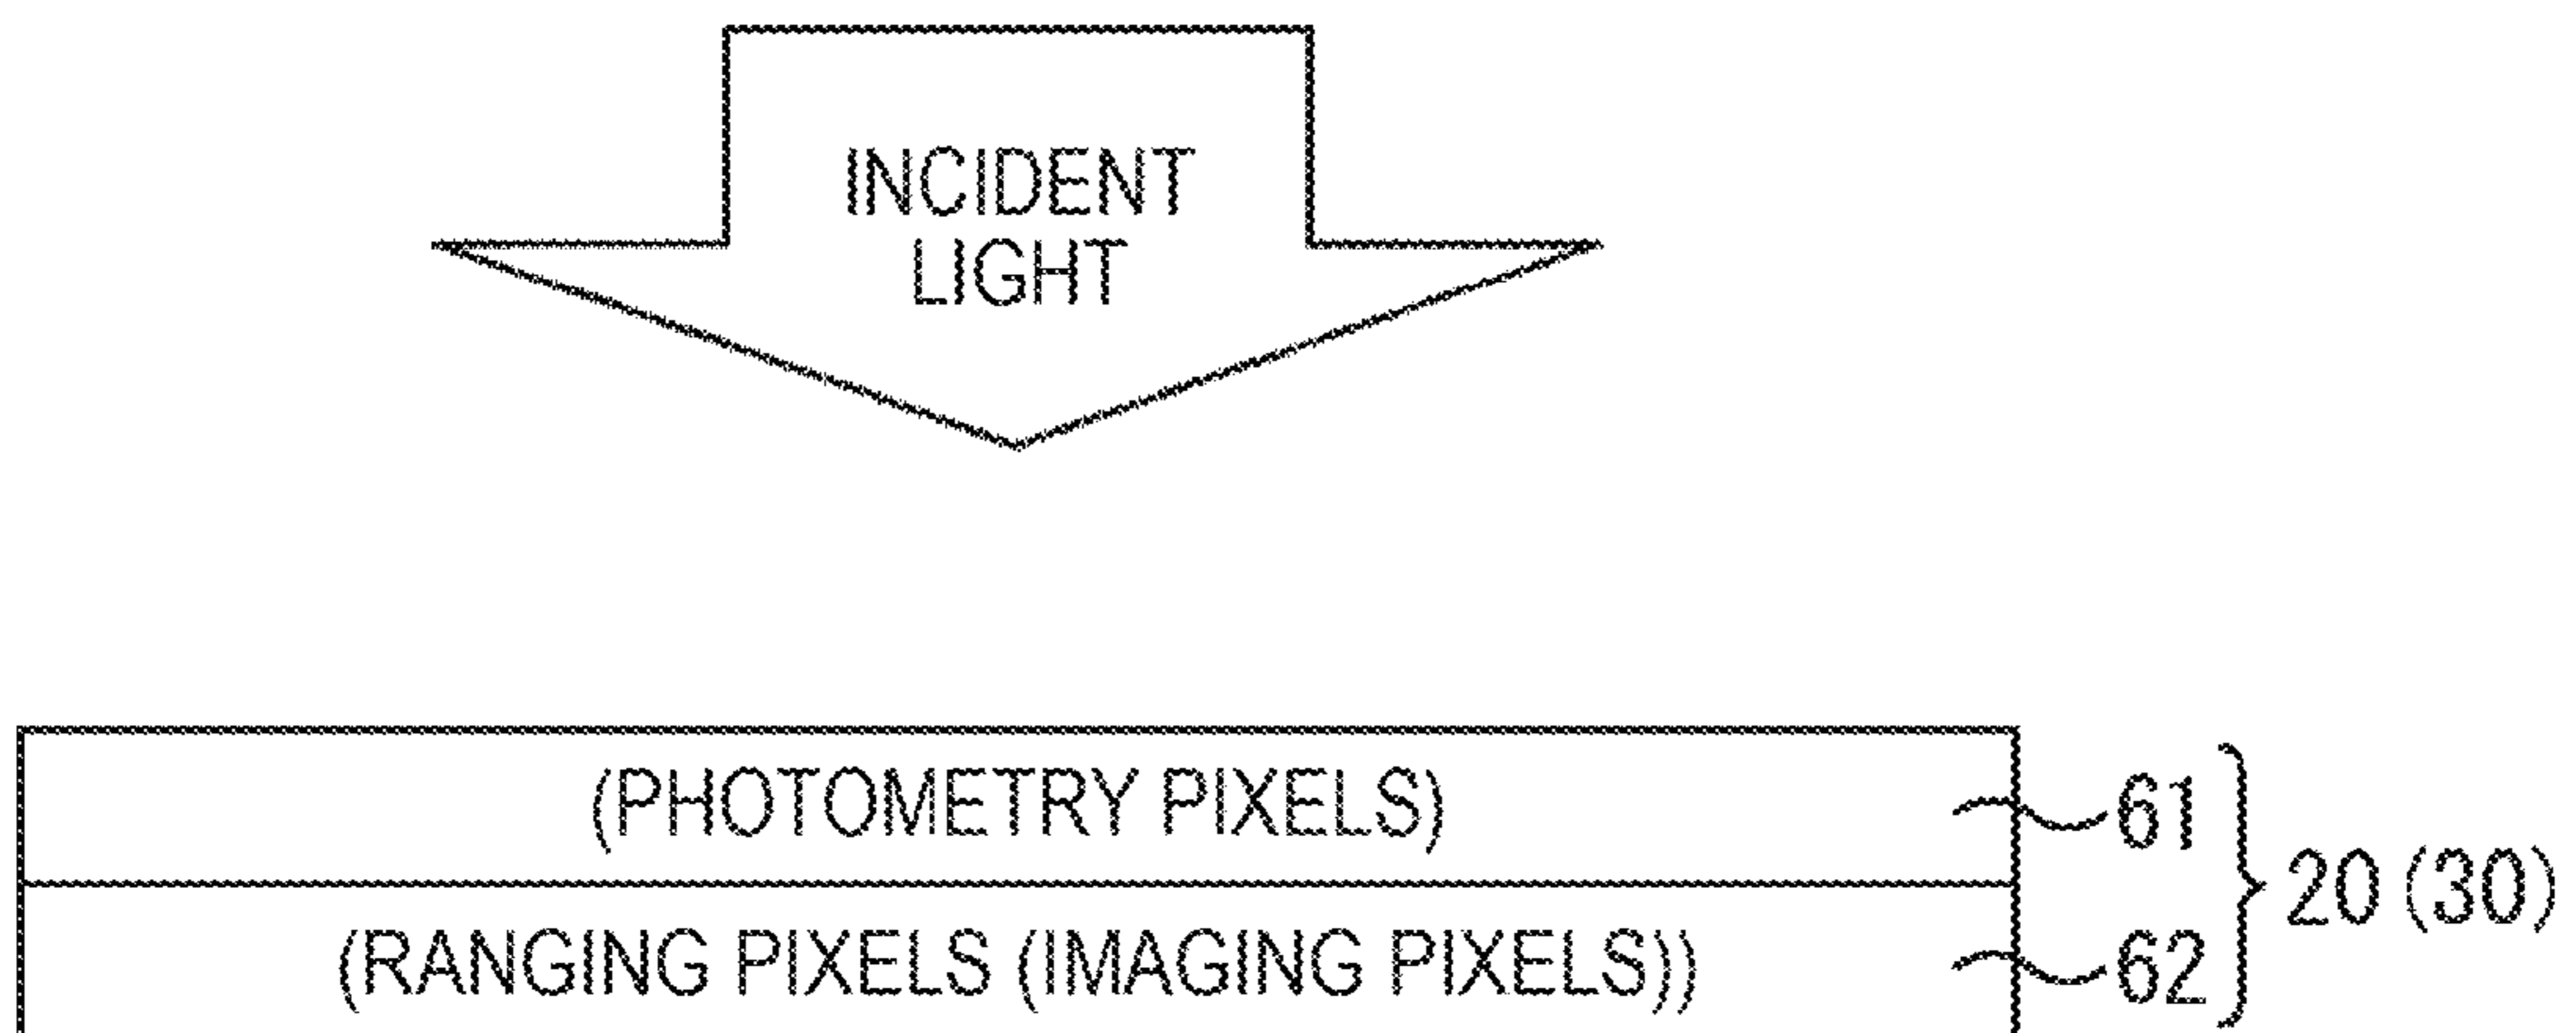 INCIDENT
LIGHT
(PHOTOMETRY PIXELS)
61
20 (30)
(RANGING PIXELS (IMAGING PIXELS))
62